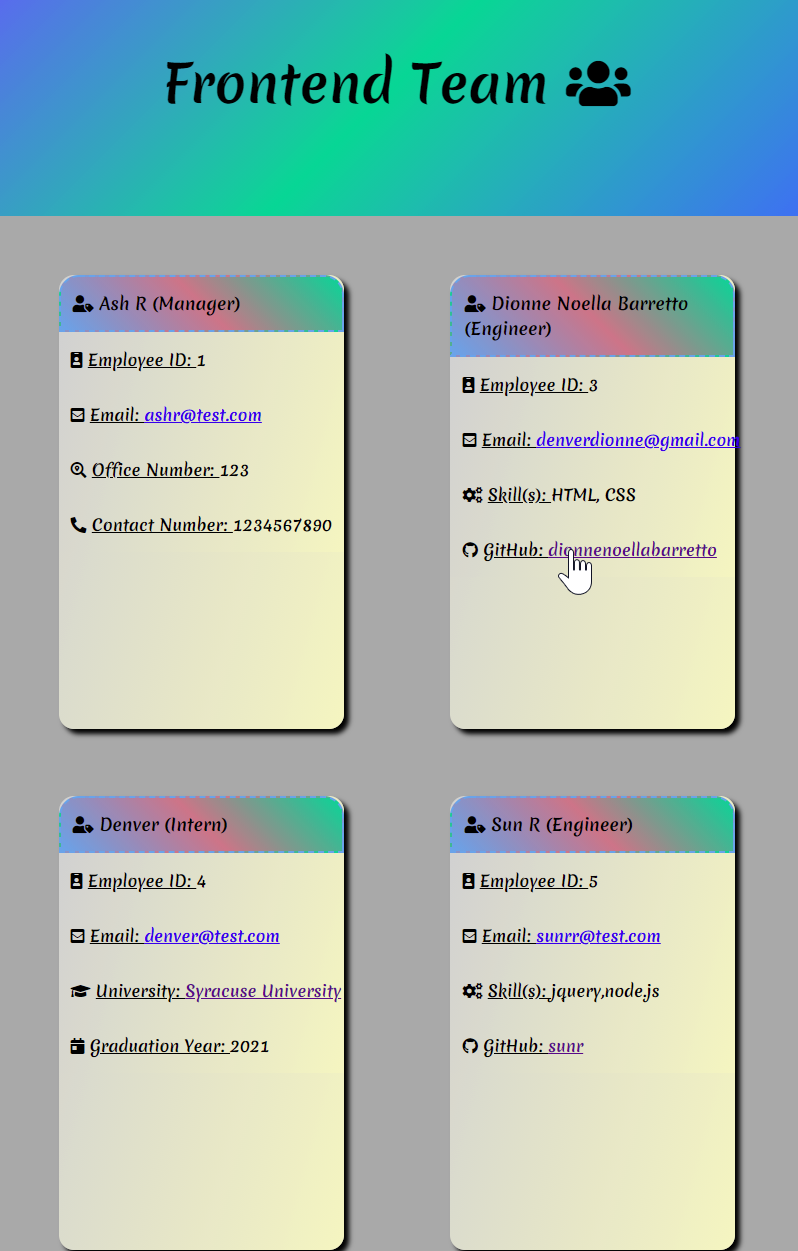 Frontend Team
Ash R (Manager)
Employee ID: 1
Email: ashr@test.com
Office Number: 123
Contact Number: 1234567890
Dionne Noella Barretto
(Engineer)
Employee ID: 3
Email: denverdionne@gmail.com
Skill(s): HTML, CSS
GitHub: dionnenoellabarretto
Denver (Intern)
Employee ID: 4
Email: denver@test.com
University: Syracuse University
Graduation Year: 2021
Sun R (Engineer)
Employee ID: 5
Email: sunrr@test.com
Skill(s): jquery,node.js
GitHub: sunr